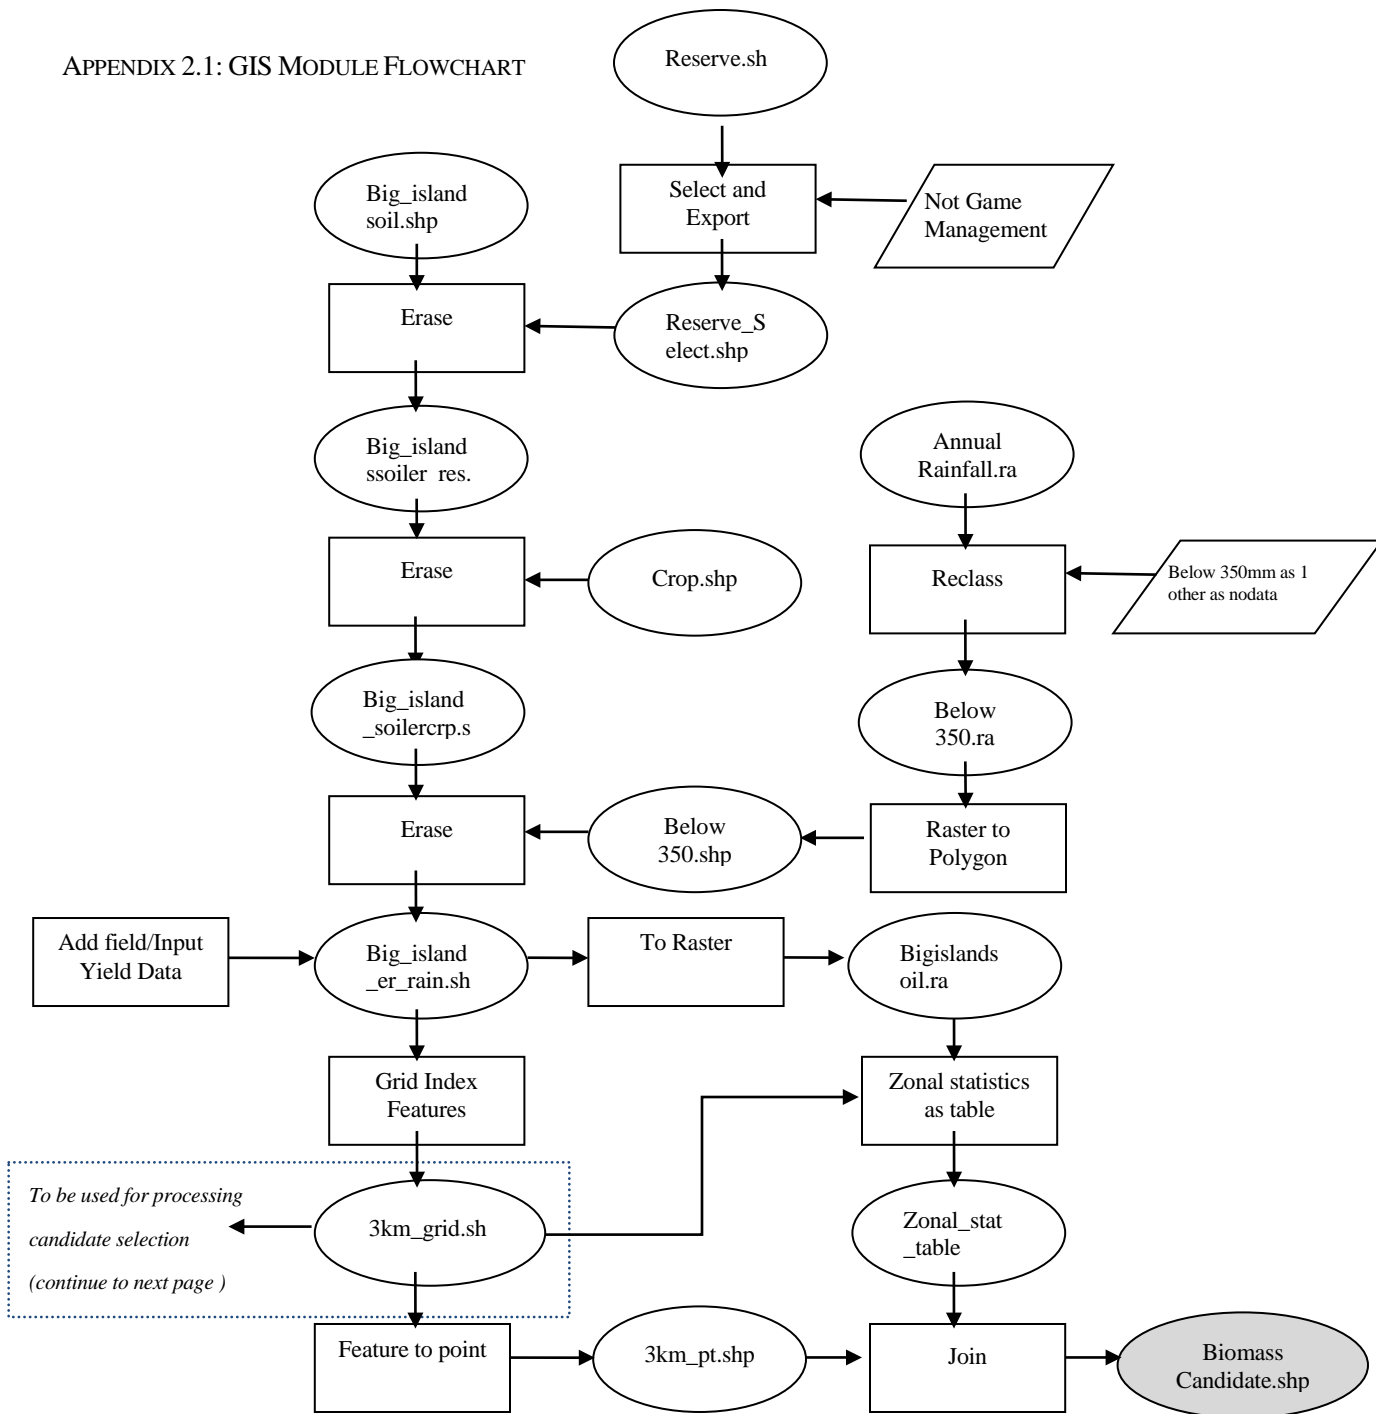 APPENDIX 2.1: GIS MODULE FLOWCHART
Reserve.sh
Big_island
soil.shp
Select and
Export
Not Game
Management
Erase
Reserve_S
elect.shp
Big_island
ssoiler_res.
Annual
Rainfall.ra
Erase
Crop.shp
Reclass
Below 350mm as 1
other as nodata
Big_island
_soilercrp.s
Below
350.ra
Erase
Below
350.shp
Raster to
Polygon
Add field/Input
Yield Data
Big_island
_er_rain.sh
To Raster
Bigislands
oil.ra
Grid Index
Features
Zonal statistics
as table
To be used for processing
candidate selection
(continue to next page )
3km_grid.sh
Zonal_stat
_table
Feature to point
3km_pt.shp
Join
Biomass
Candidate.shp